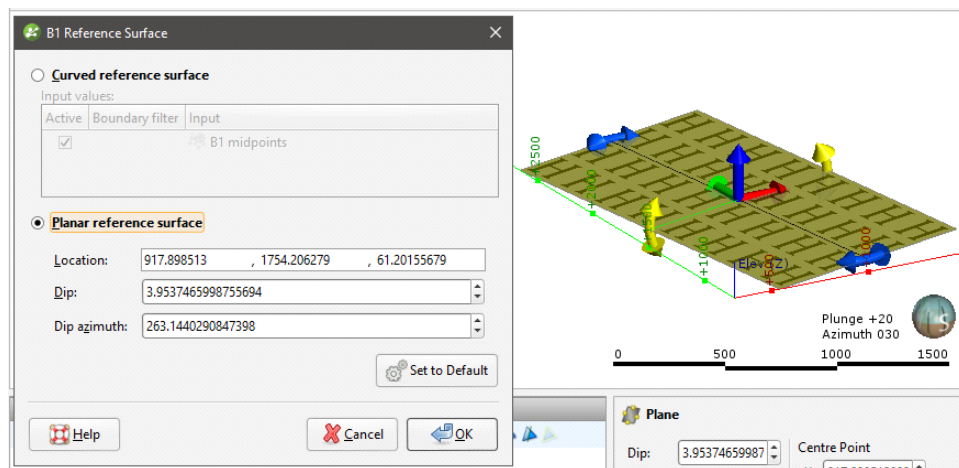 B1 Reference Surface
Curved reference surface
Input values:
Active Boundary filter Input
B1 midpoints
Planar reference surface
Location: 917.898513 , 1754.206279 , 61.20155679
Dip: 3.9537465998755694
Dip azimuth: 263.1440290847398
Set to Default
Help Cancel OK
+2500
+2000
+1500
+1000
Elev (Z)
+500
+1000
Plunge +20
Azimuth 030
0 500 1000 1500
Plane
Dip: 3.95374659987
Centre Point